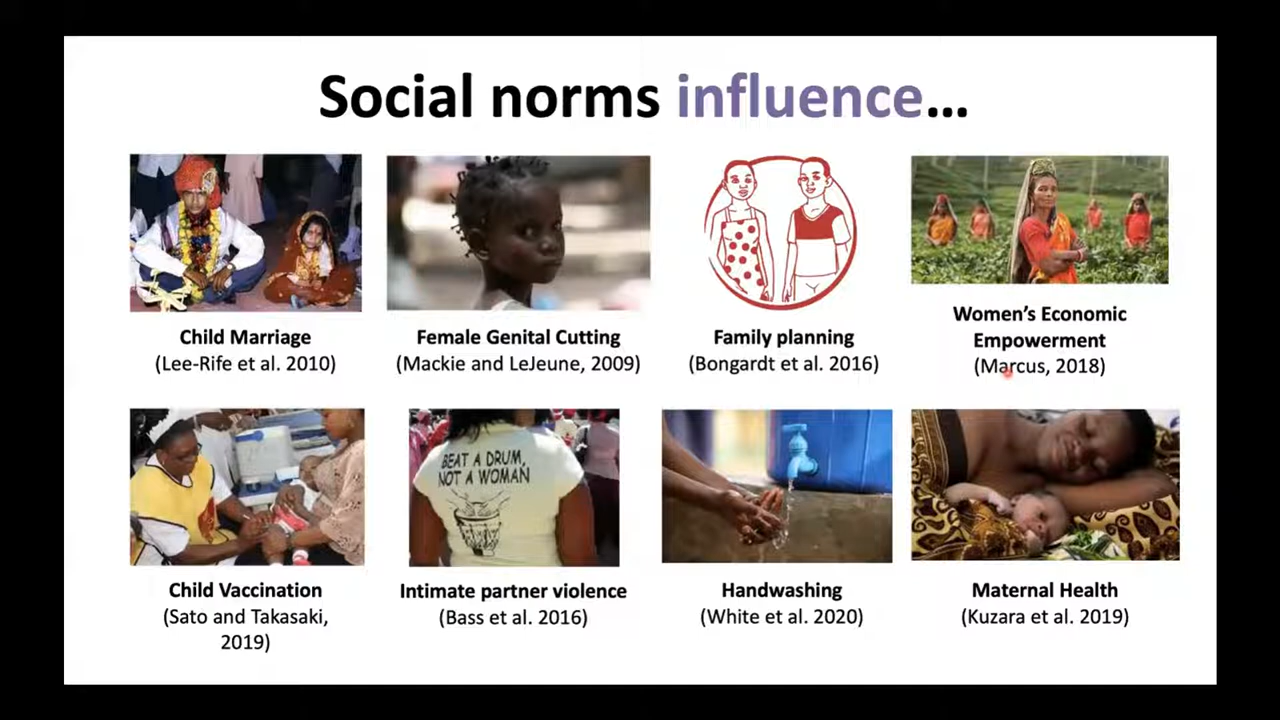 Social norms influence...
Child Marriage
(Lee-Rife et al. 2010)
Female Genital Cutting
(Mackie and LeJeune, 2009)
Family planning
(Bongardt et al. 2016)
Women's Economic
Empowerment
(Marcus, 2018)
BEAT A DRUM,
NOT A WOMAN
Child Vaccination
(Sato and Takasaki,
2019)
Intimate partner violence
(Bass et al. 2016)
Handwashing
(White et al. 2020)
Maternal Health
(Kuzara et al. 2019)